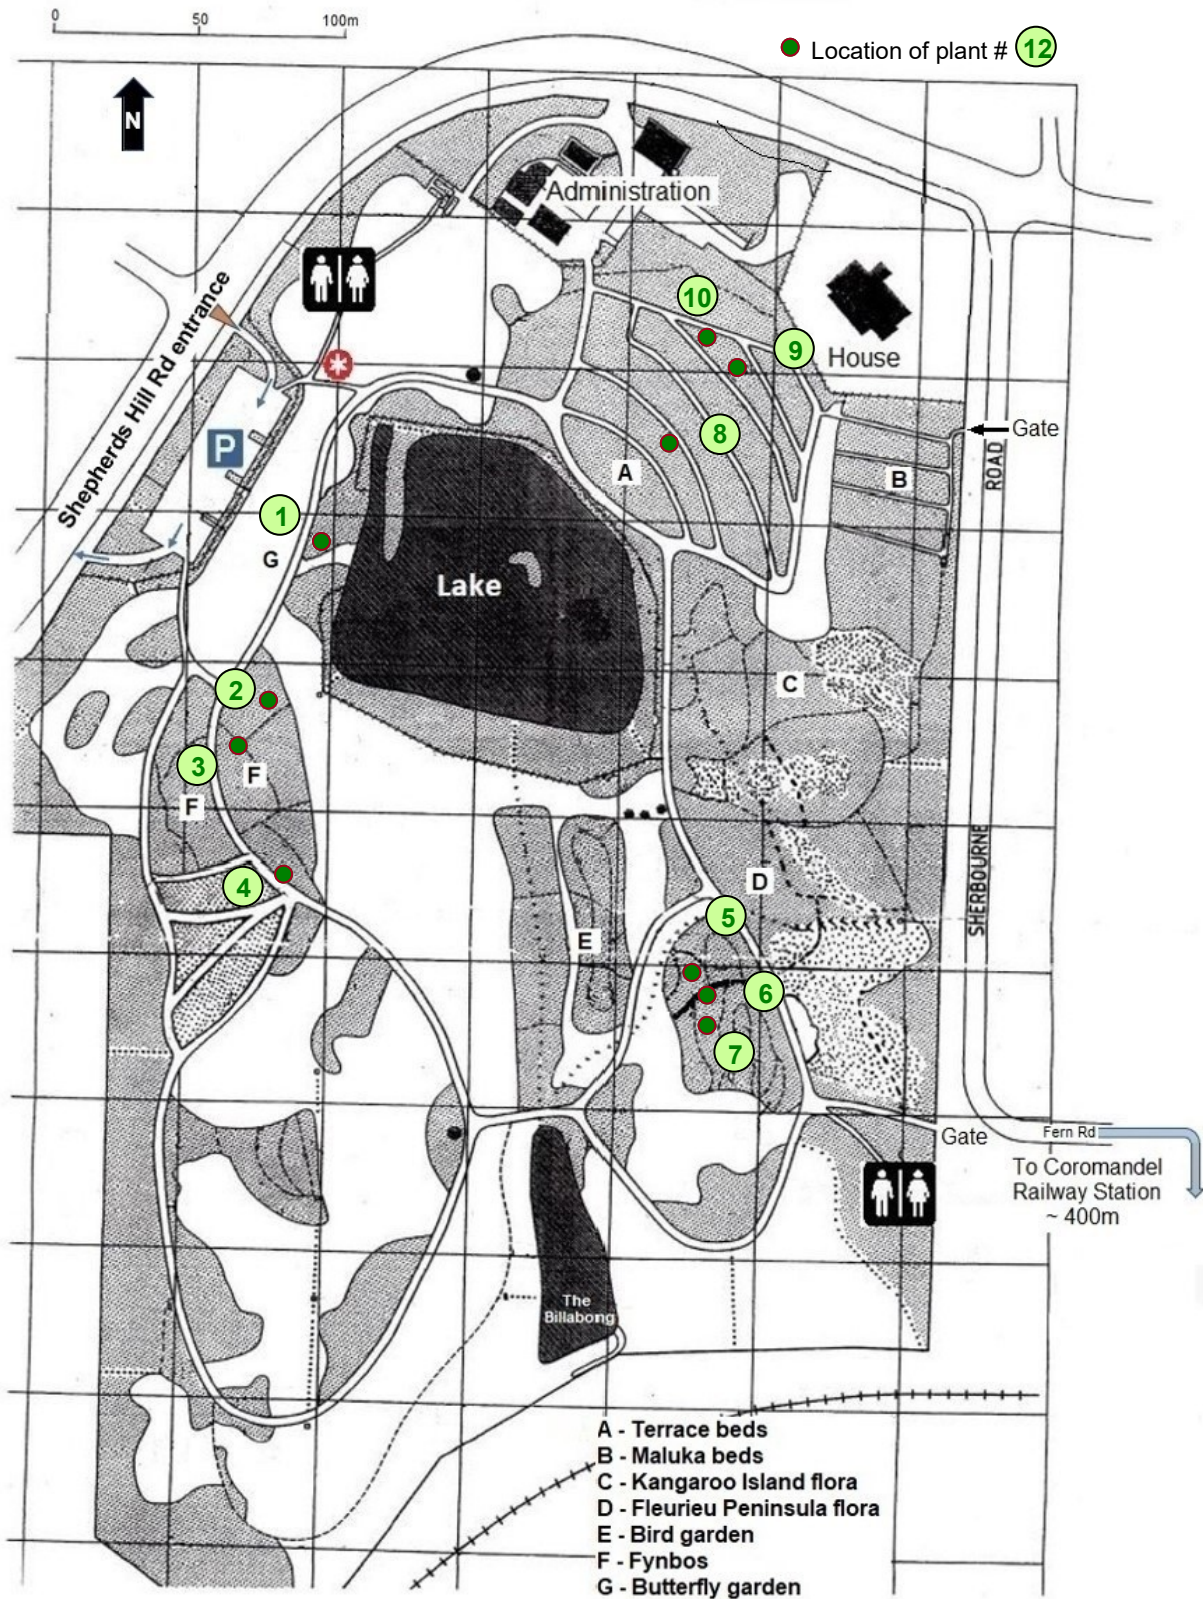 0 50 100m
Location of plant # 12
N
Administration
Shepherds Hill Rd entrance
10
9
House
P
8
Gate
A
B
ROAD
1
G
Lake
2
C
3
F
F
4
D
SHERBOURNE
5
E
6
7
Gate
Fern Rd
To Coromandel
Railway Station
~ 400m
The
Billabong
A - Terrace beds
B - Maluka beds
C - Kangaroo Island flora
D - Fleurieu Peninsula flora
E - Bird garden
F - Fynbos
G - Butterfly garden